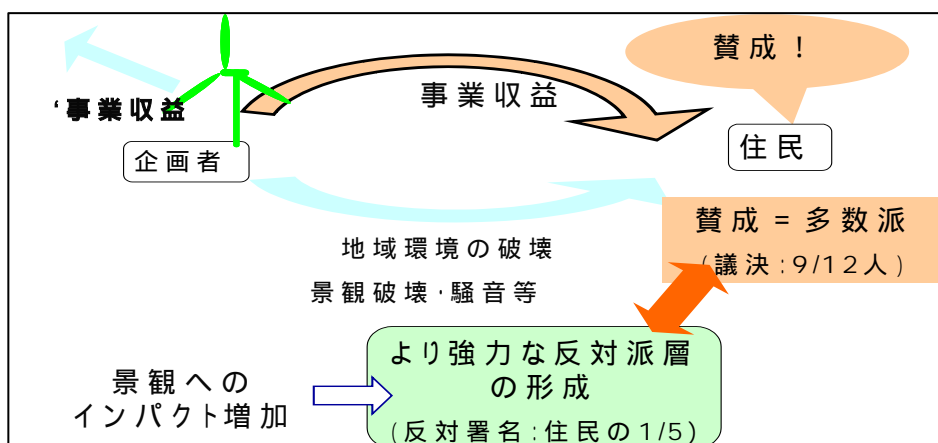 賛成！
事業収益
‘事業収益
企画者
住民
賛成＝多数派
(議決:9/12人)
地域環境の破壊
景観破壊・騒音等
より強力な反対派層
の形成
(反対署名:住民の1/5)
景観への
インパクト増加